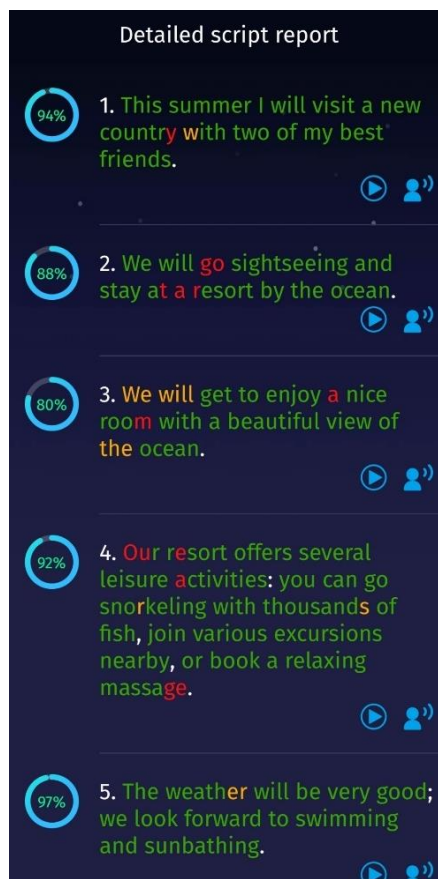 Detailed script report
94%
1. This summer I will visit a new
country with two of my best
friends.
88%
2. We will go sightseeing and
stay at a resort by the ocean.
80%
3. We will get to enjoy a nice
room with a beautiful view of
the ocean.
92%
4. Our resort offers several
leisure activities: you can go
snorkeling with thousands of
fish, join various excursions
nearby, or book a relaxing
massage.
97%
5. The weather will be very good;
we look forward to swimming
and sunbathing.